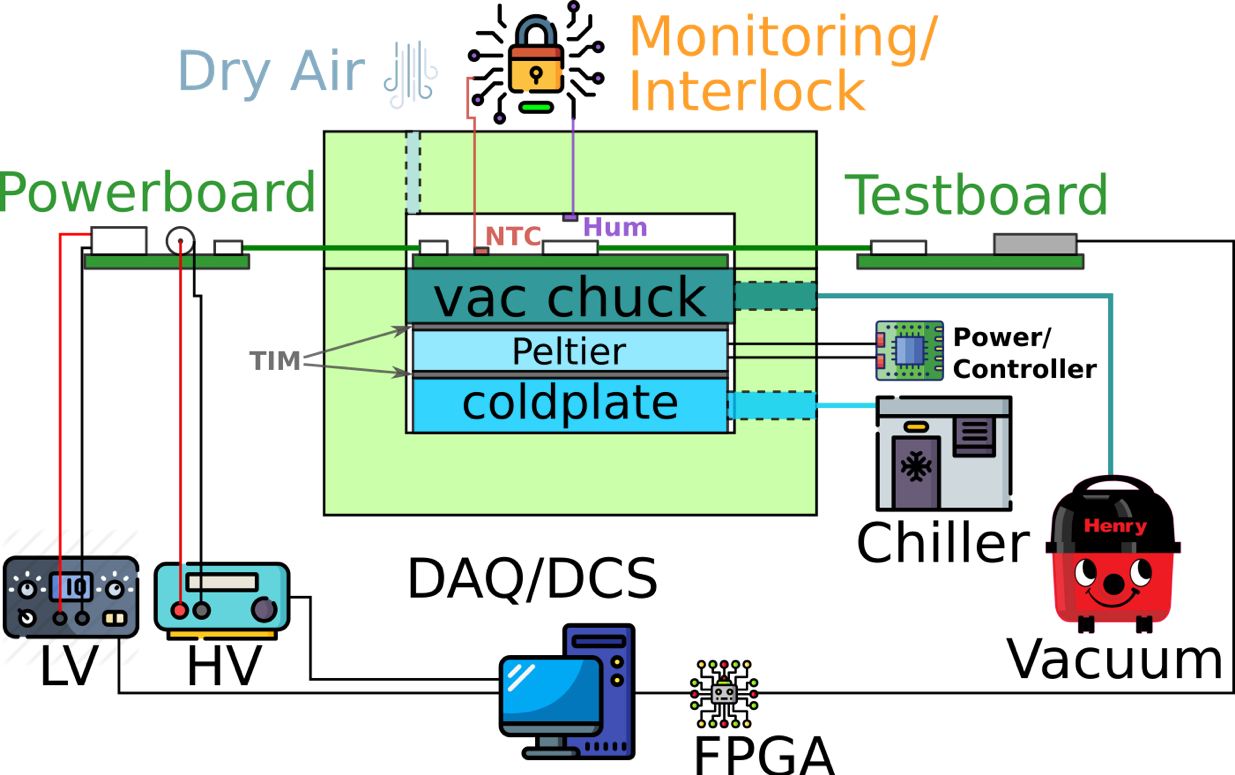 Dry Air
Monitoring/
Interlock
Powerboard
Testboard
NTC
Hum
vac chuck
TIM
Peltier
Power/
Controller
coldplate
Chiller
Henry
DAQ/DCS
10
LV
HV
Vacuum
FPGA